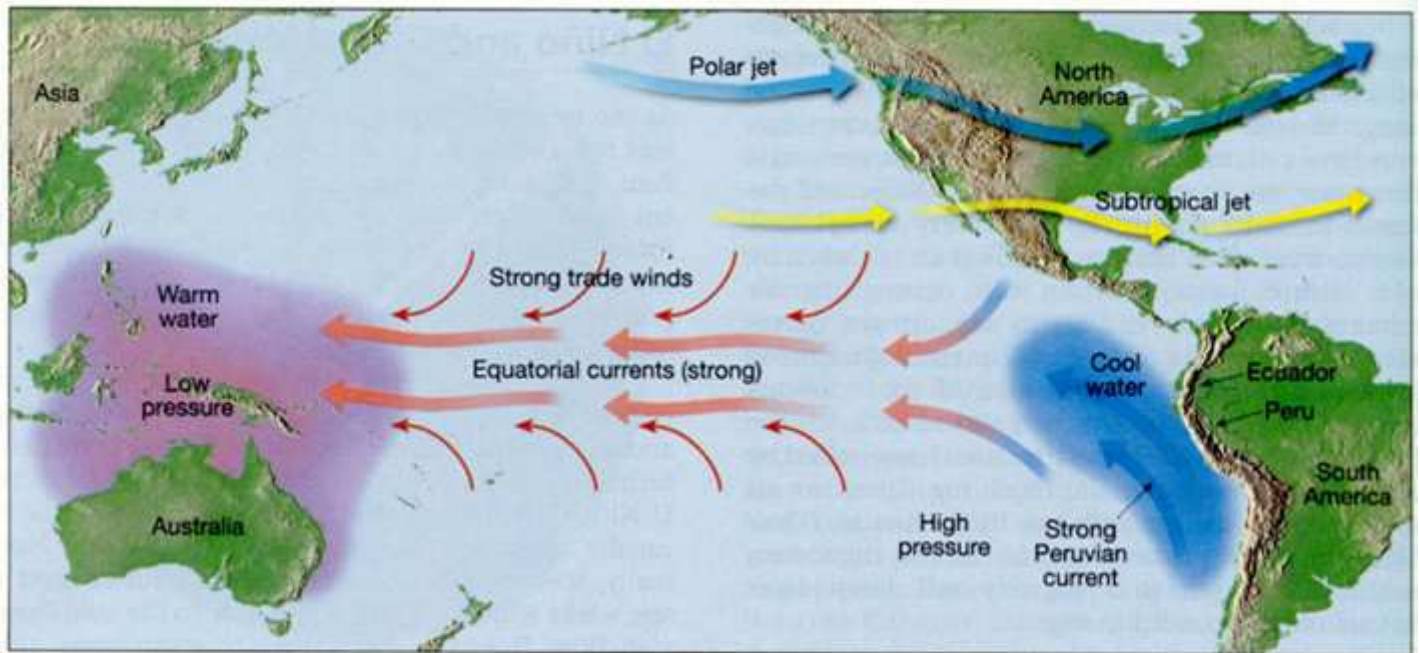 Asia
Polar jet
North
America
Subtropical jet
Strong trade winds
Warm
water
Low
pressure
Equatorial currents (strong)
Cool
water
Ecuador
Peru
South
America
Australia
High
pressure
Strong
Peruvian
current